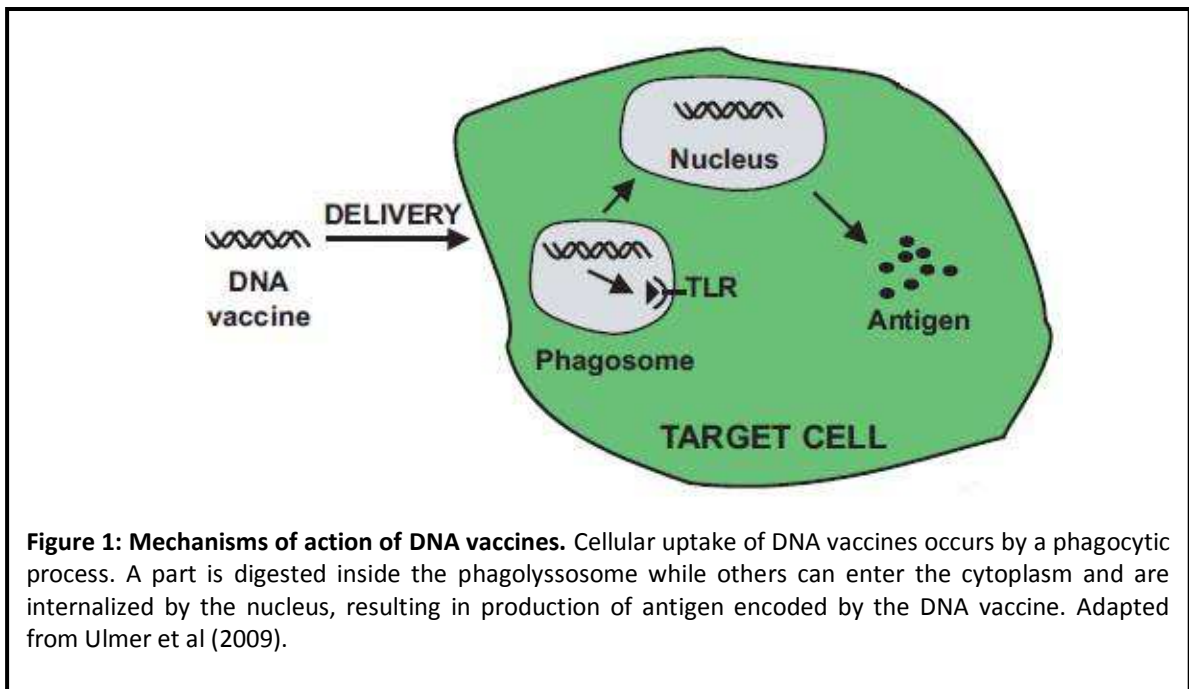 Nucleus
DELIVERY
DNA
vaccine
TLR
Phagosome
Antigen
TARGET CELL
Figure 1: Mechanisms of action of DNA vaccines. Cellular uptake of DNA vaccines occurs by a phagocytic
process. A part is digested inside the phagolyssosome while others can enter the cytoplasm and are
internalized by the nucleus, resulting in production of antigen encoded by the DNA vaccine. Adapted
from Ulmer et al (2009).